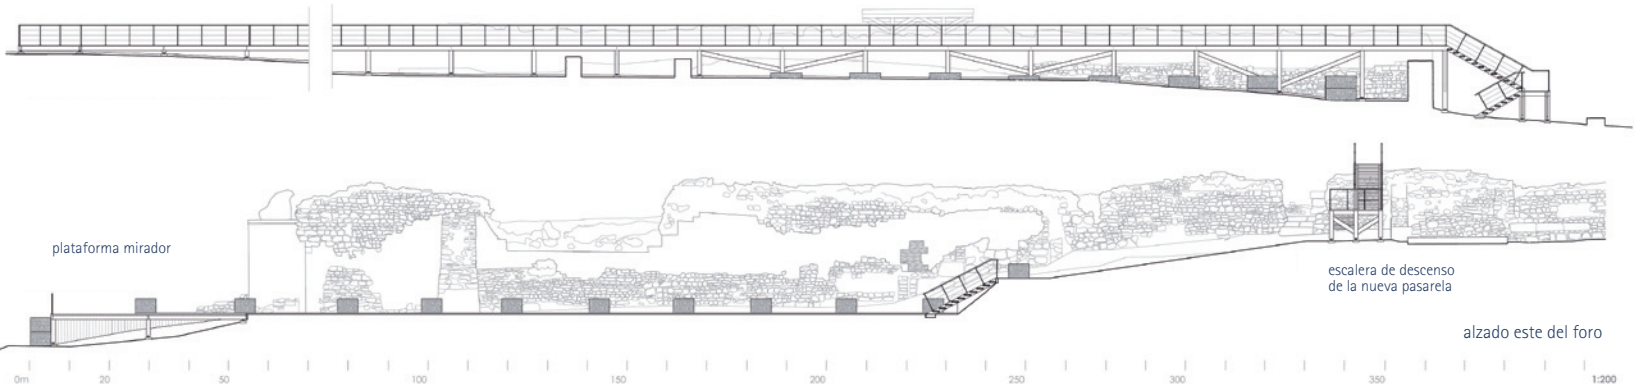 plataforma mirador
escalera de descenso
de la nueva pasarela
alzado este del foro
0m 20 50 100 150 200 250 300 350 1:200